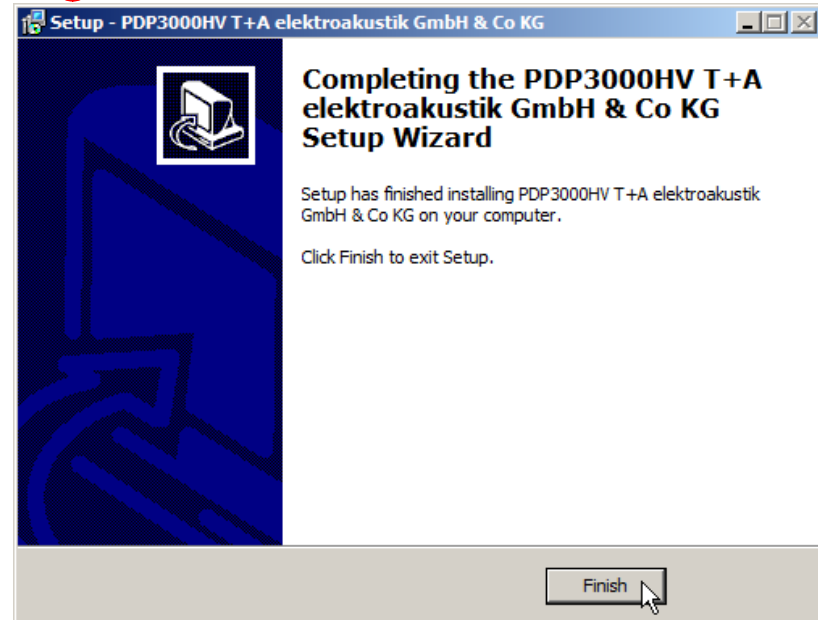 Setup - PDP3000HV T+A elektroakustik GmbH & Co KG
Completing the PDP3000HV T+A
elektroakustik GmbH & Co KG
Setup Wizard
Setup has finished installing PDP3000HV T+A elektroakustik
GmbH & Co KG on your computer.
Click Finish to exit Setup.
Finish